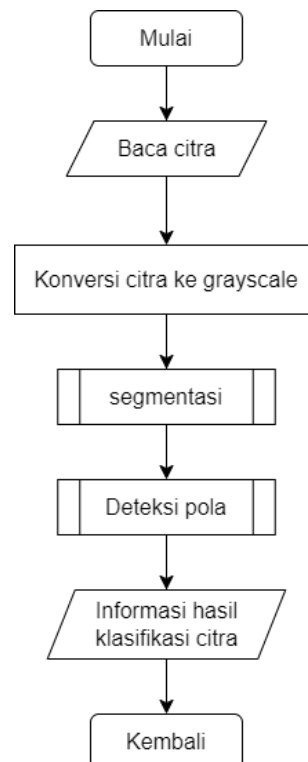 Mulai
Baca citra
Konversi citra ke grayscale
segmentasi
Deteksi pola
Informasi hasil
klasifikasi citra
Kembali